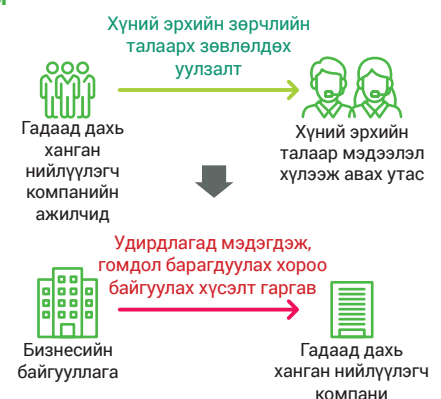 Хүний эрхийн зөрчлийн
талаарх зөвлөлдөх
уулзалт
Гадаад дахь
ханган
нийлүүлэгч
компанийн
ажилчид
Хүний эрхийн
талаар мэдээлэл
хүлээж авах утас
Удирдлагад мэдэгдэж,
гомдол барагдуулах хороо
байгуулах хүсэлт гаргав
Бизнесийн
байгууллага
Гадаад дахь
ханган нийлүүлэгч
компани